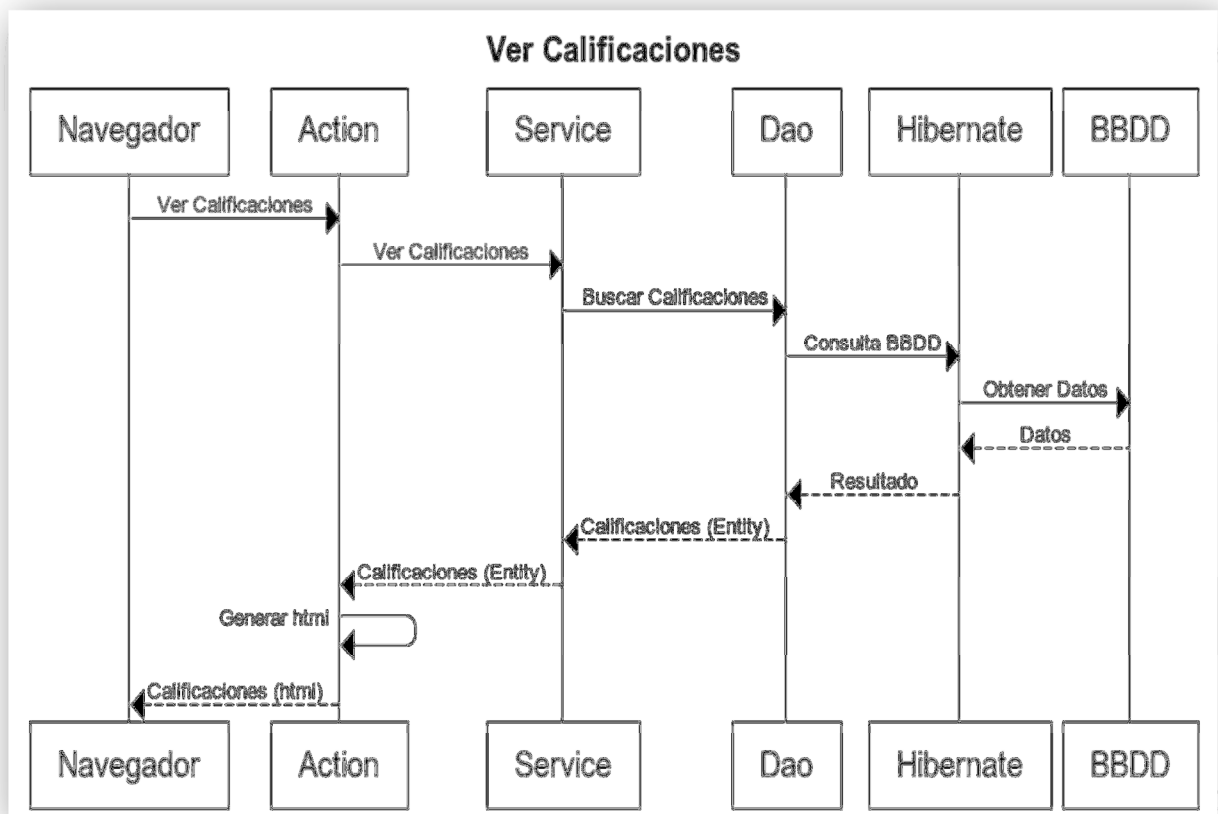 Ver Calificaciones
Navegador Action Service Dao Hibernate BBDD
Ver Calificaciones
Ver Calificaciones
Buscar Calificaciones
Consulta BBDD
Obtener Datos
Datos
Resultado
Calificaciones (Entity)
Calificaciones (Entity)
Generar html
Calificaciones (html)
Navegador Action Service Dao Hibernate BBDD